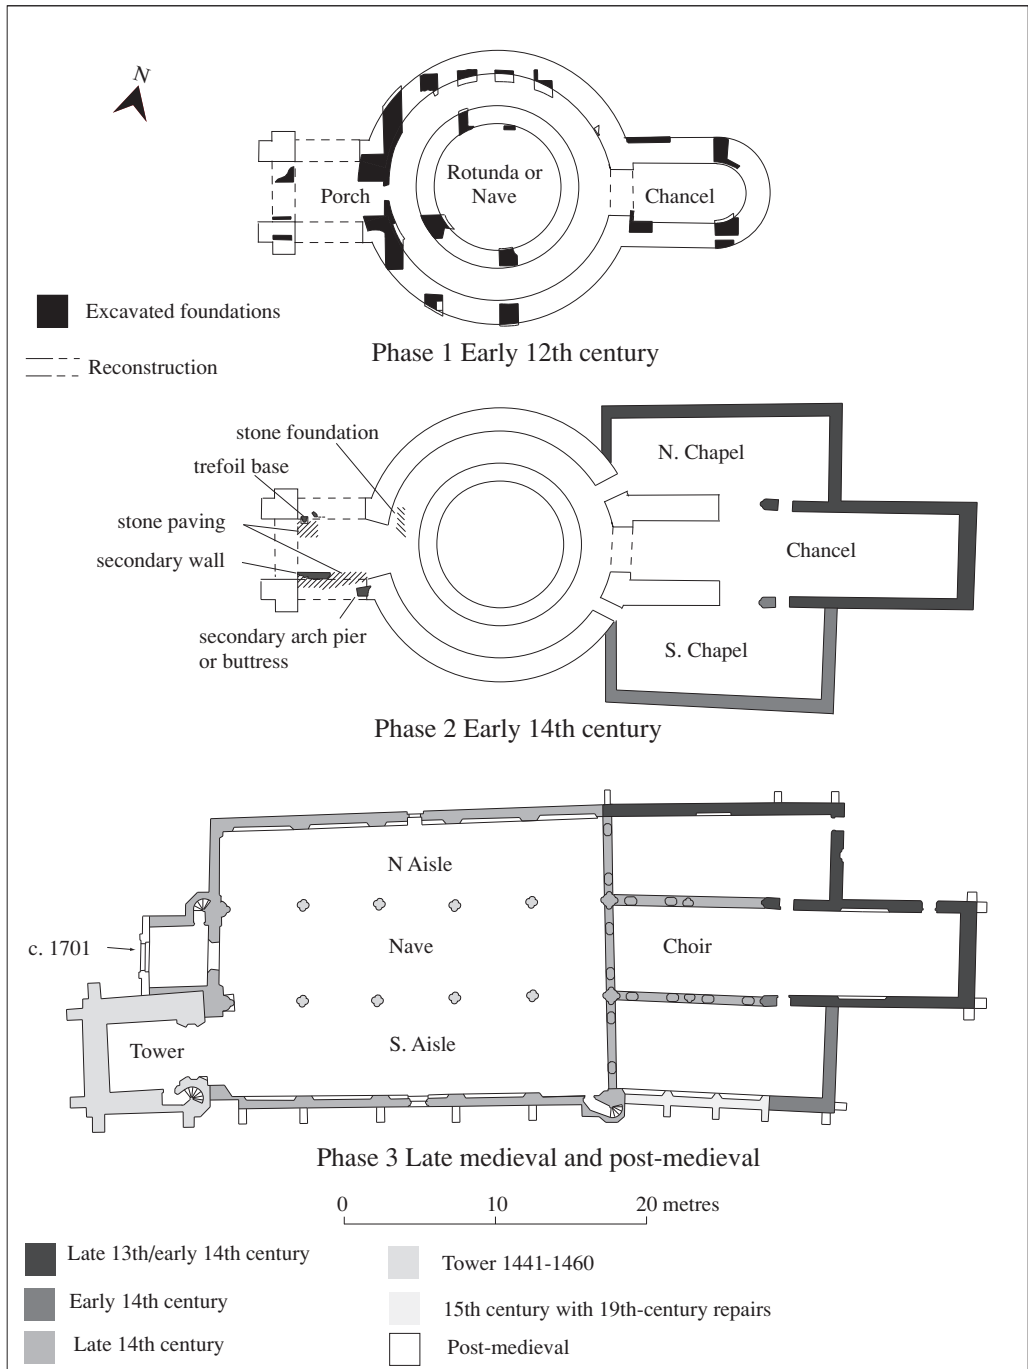 N
Rotunda or
Nave
Porch
Chancel
Excavated foundations
Reconstruction
Phase 1 Early 12th century
stone foundation
trefoil base
stone paving
secondary wall
secondary arch pier
or buttress
N. Chapel
Chancel
S. Chapel
Phase 2 Early 14th century
N Aisle
c. 1701
Nave
Choir
Tower
S. Aisle
Phase 3 Late medieval and post-medieval
0 10 20 metres
Late 13th/early 14th century
Early 14th century
Late 14th century
Tower 1441-1460
15th century with 19th-century repairs
Post-medieval